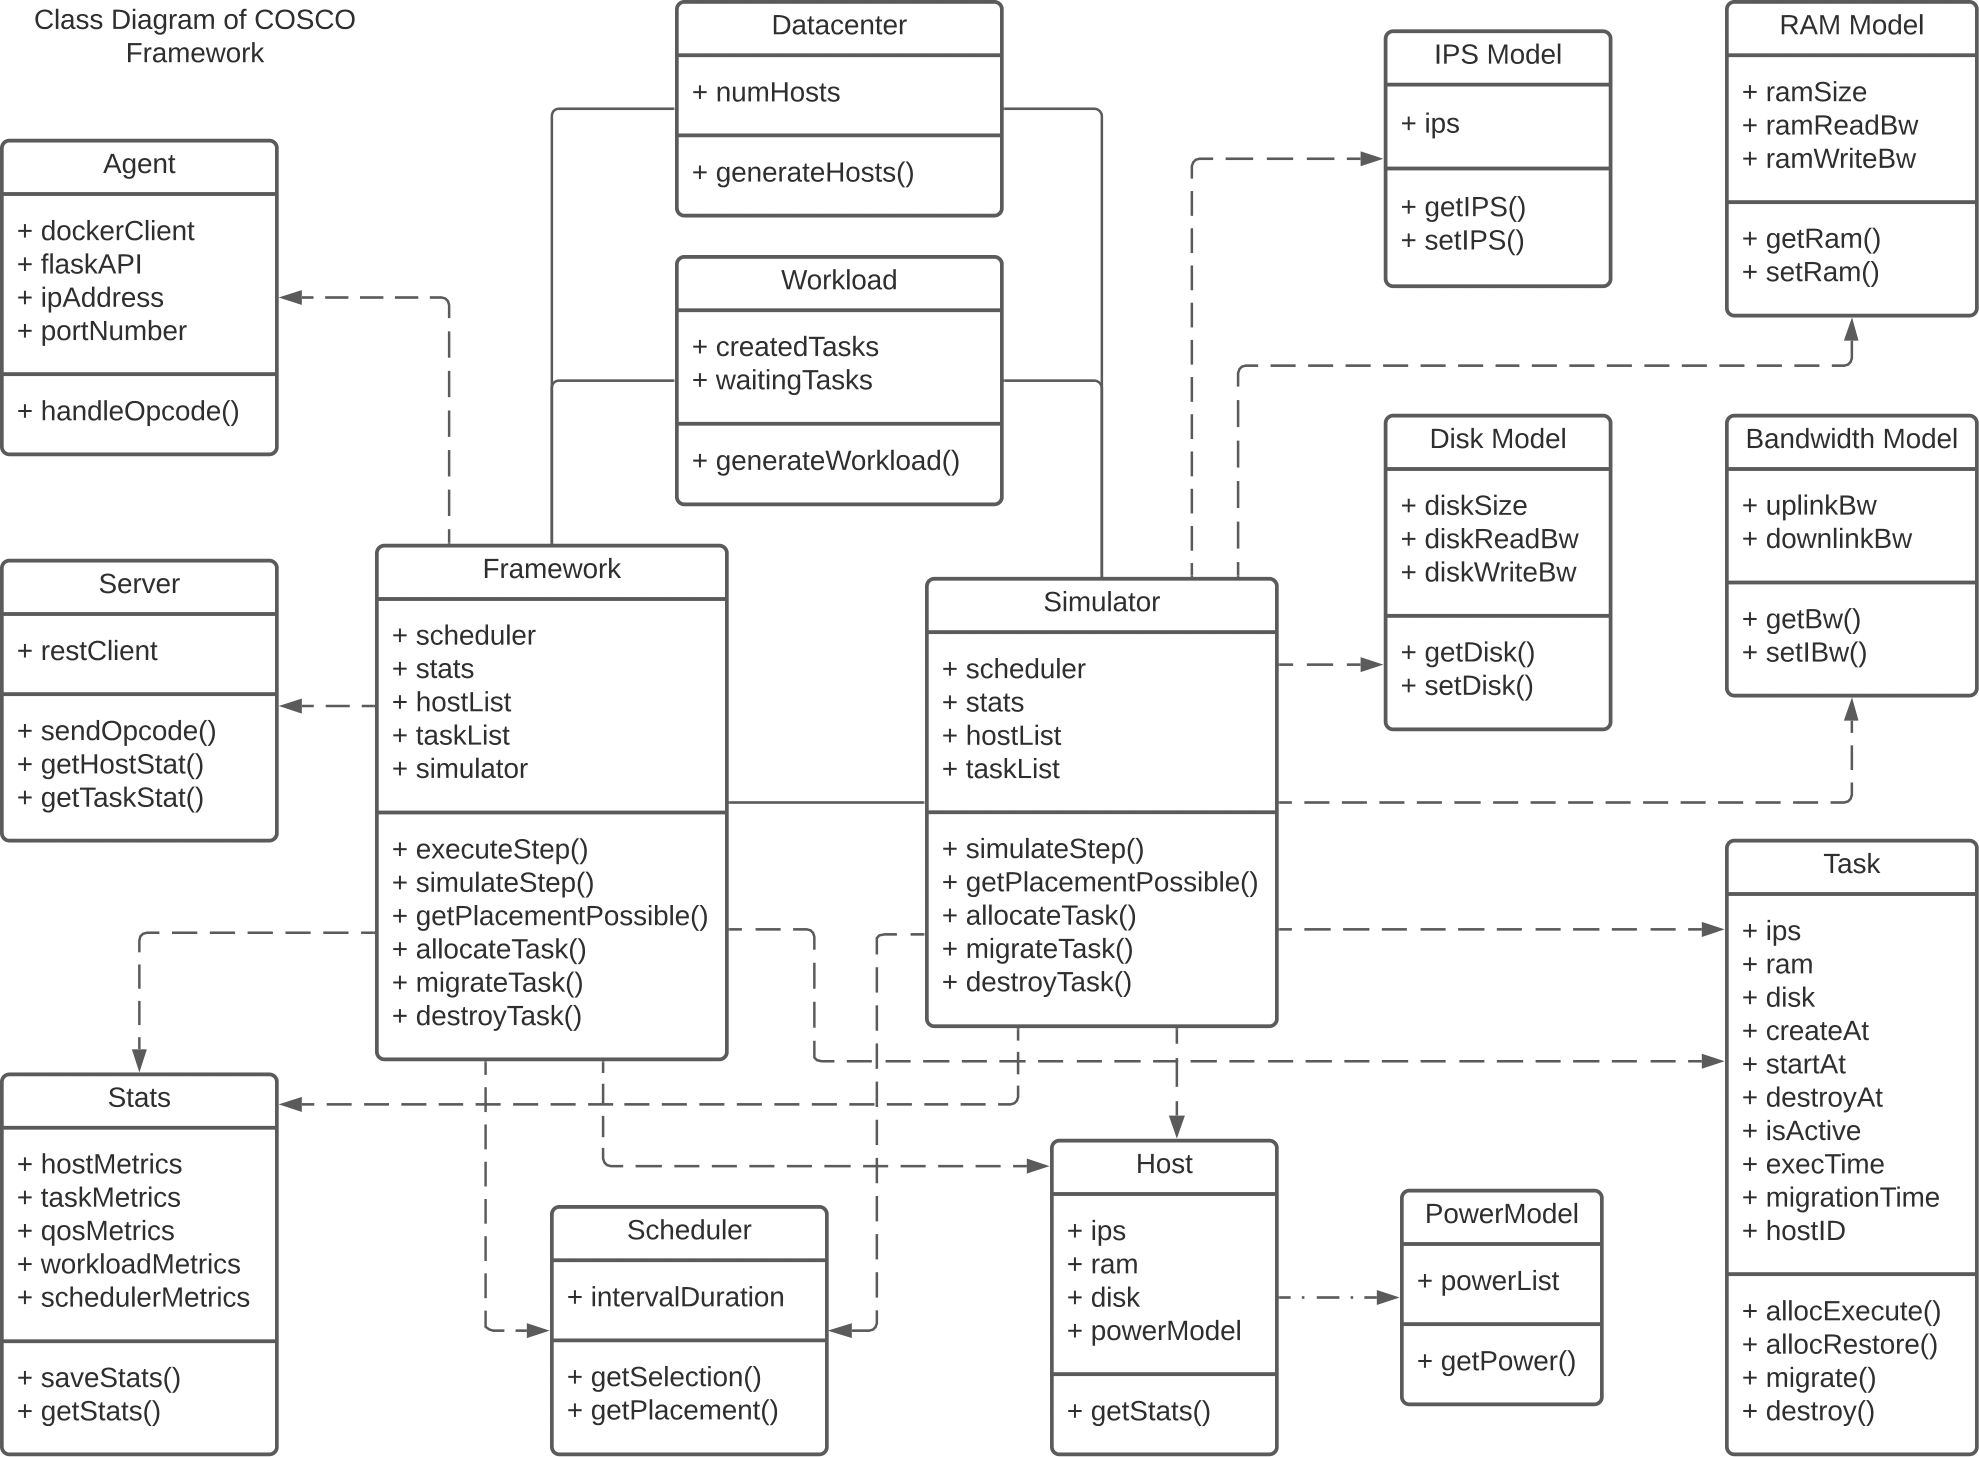 Class Diagram of COSCO
Framework
Datacenter
+ numHosts
+ generateHosts()
IPS Model
+ ips
+ getIPS()
+ setIPS()
RAM Model
+ ramSize
+ ramReadBw
+ ramWriteBw
+ getRam()
+ setRam()
Agent
+ dockerClient
+ flaskAPI
+ ipAddress
+ portNumber
+ handleOpcode()
Workload
+ createdTasks
+ waitingTasks
+ generateWorkload()
Disk Model
+ diskSize
+ diskReadBw
+ diskWriteBw
+ getDisk()
+ setDisk()
Bandwidth Model
+ uplinkBw
+ downlinkBw
+ getBw()
+ setIBw()
Server
+ restClient
+ sendOpcode()
+ getHostStat()
+ getTaskStat()
Framework
+ scheduler
+ stats
+ hostList
+ taskList
+ simulator
+ executeStep()
+ simulateStep()
+ getPlacementPossible()
+ allocateTask()
+ migrateTask()
+ destroyTask()
Simulator
+ scheduler
+ stats
+ hostList
+ taskList
+ simulateStep()
+ getPlacementPossible()
+ allocateTask()
+ migrateTask()
+ destroyTask()
Task
+ ips
+ ram
+ disk
+ createAt
+ startAt
+ destroyAt
+ isActive
+ execTime
+ migrationTime
+ hostID
+ allocExecute()
+ allocRestore()
+ migrate()
+ destroy()
Stats
+ hostMetrics
+ taskMetrics
+ qosMetrics
+ workloadMetrics
+ schedulerMetrics
+ saveStats()
+ getStats()
Scheduler
+ intervalDuration
+ getSelection()
+ getPlacement()
Host
+ ips
+ ram
+ disk
+ powerModel
+ getStats()
PowerModel
+ powerList
+ getPower()